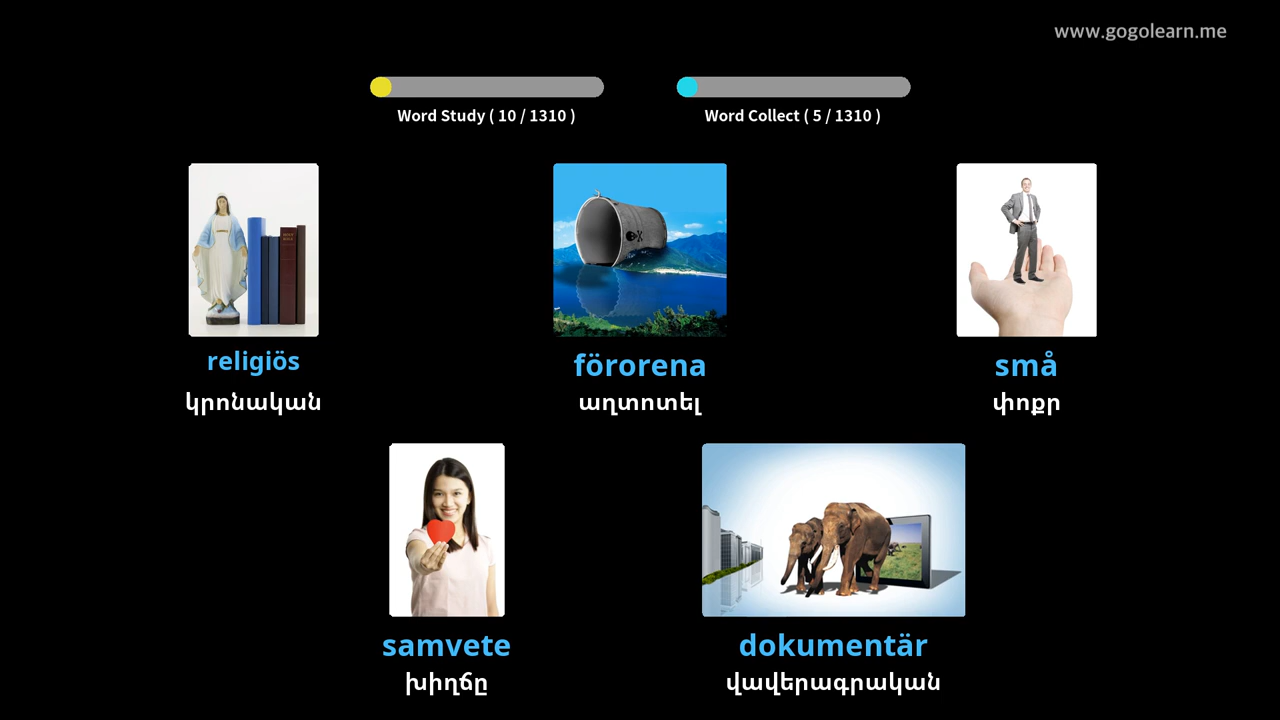 www.gogolearn.me
Word Study ( 10 / 1310 )
Word Collect ( 5 / 1310 )
religiös
կրոնական
förorena
աղտոտել
små
փոքր
samvete
խիղճը
dokumentär
վավերագրական